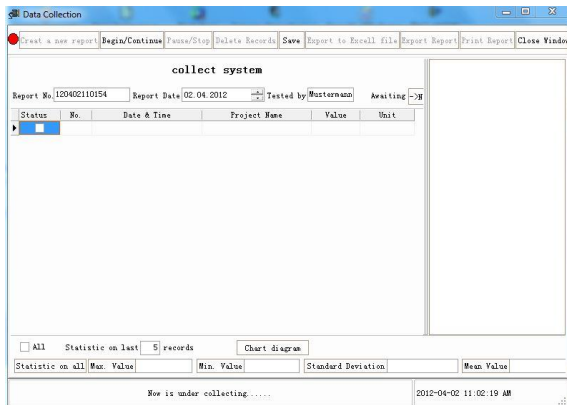 Data Collection
Creat a new report Begin/Continue Pause/Stop Delete Records Save Export to Excell file Export Report Print Report Close Window
collect system
Report No. 120402110154 Report Date 02.04.2012 Tested by Mustermann Awaiting ->N
Status No. Date & Time Project Name Value Unit
All Statistic on last 5 records Chart diagram
Statistic on all Max. Value Min. Value Standard Deviation Mean Value
Now is under collecting...... 2012-04-02 11:02:19 AM